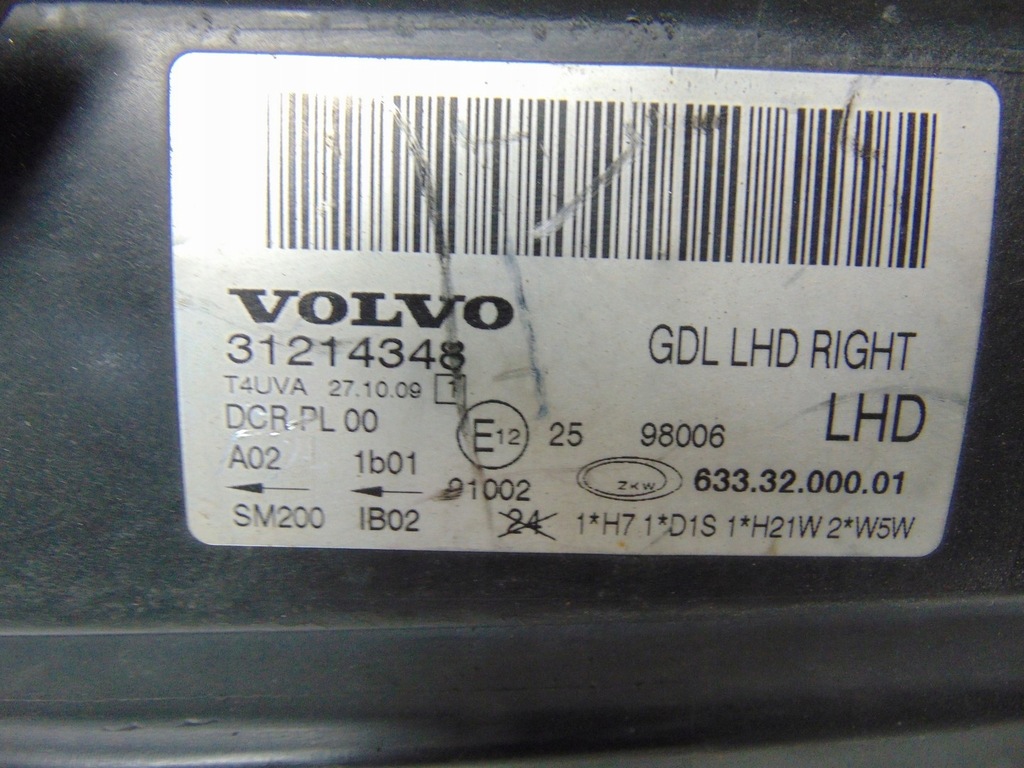 VOLVO
31214348
GDL LHD RIGHT
T4UVA 27.10.09 1
DCR PL 00
LHD
E12 25 98006
A02 1b01
ZKW 633.32.000.01
91002
SM200 IB02 24 1*H7 1*D1S 1*H21W 2*W5W